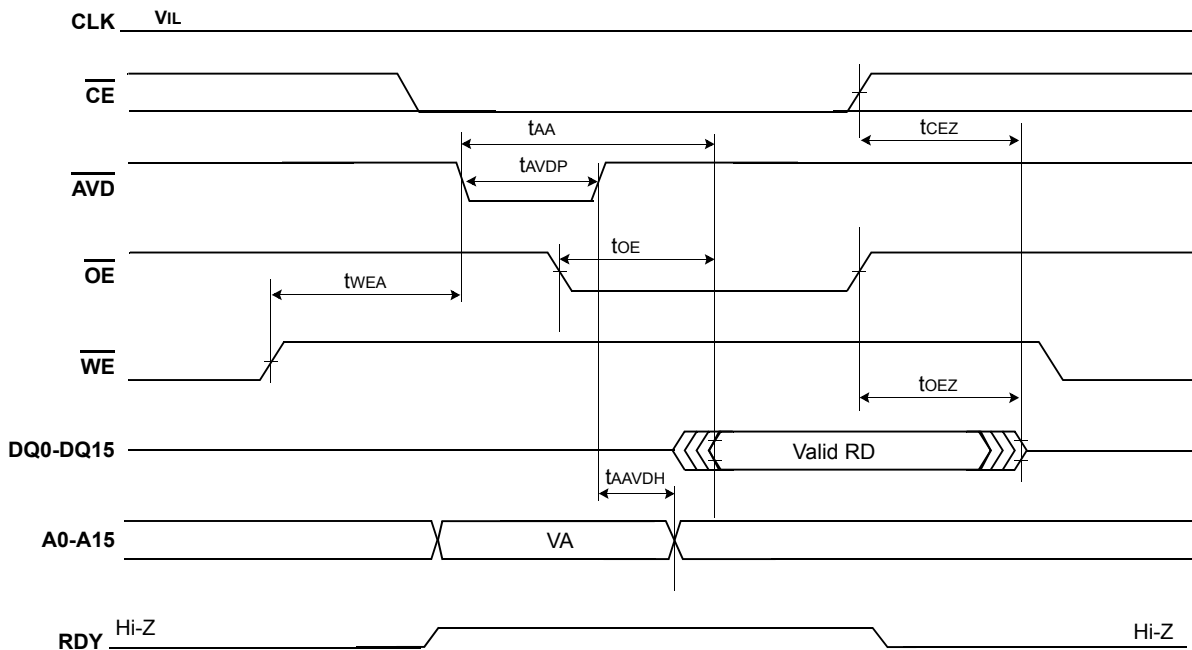 CLK VIL
CE
tAA
tCEZ
tAVDP
AVD
tOE
OE
tWEA
WE
tOEZ
DQ0-DQ15 Valid RD
tAAVDH
A0-A15 VA
RDY Hi-Z Hi-Z